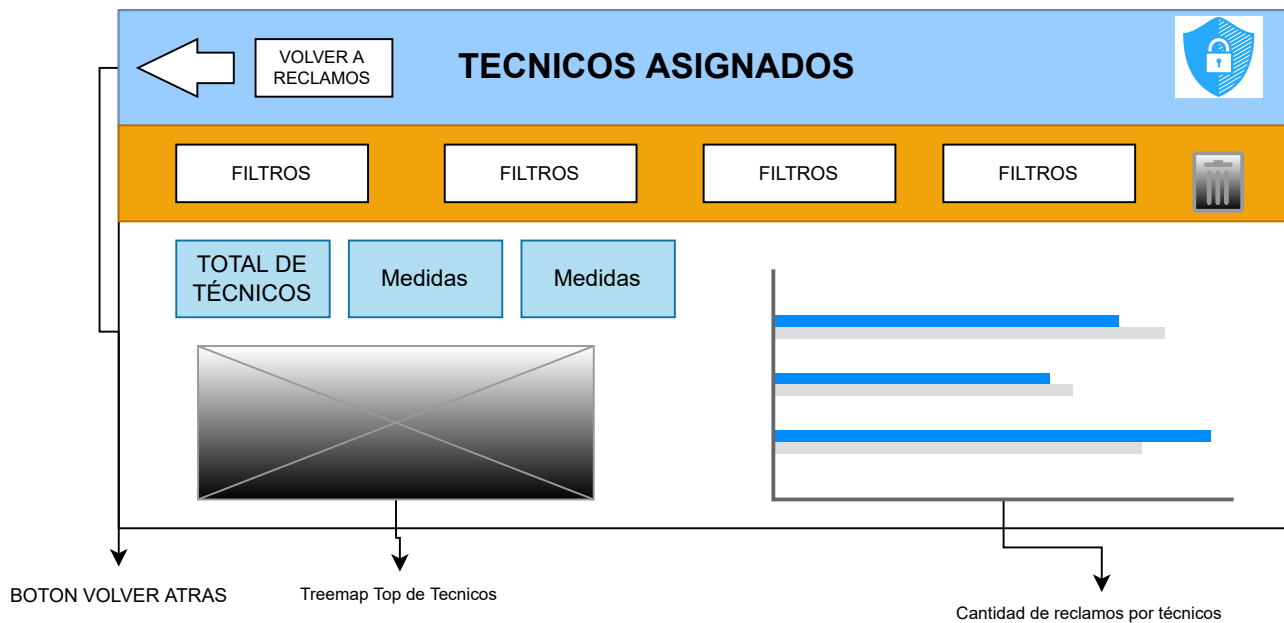 VOLVER A
RECLAMOS
TECNICOS ASIGNADOS
FILTROS
FILTROS
FILTROS
FILTROS
TOTAL DE
TÉCNICOS
Medidas
Medidas
BOTON VOLVER ATRAS
Treemap Top de Tecnicos
Cantidad de reclamos por técnicos